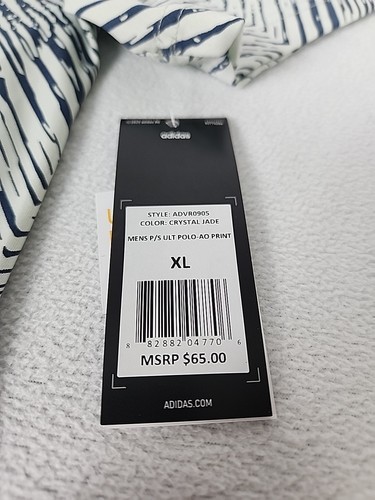 adidas
STYLE: ADVR0905
COLOR: CRYSTAL JADE
MENS P/S ULT POLO-AO PRINT
XL
8 82882 04770 6
MSRP $65.00
ADIDAS.COM